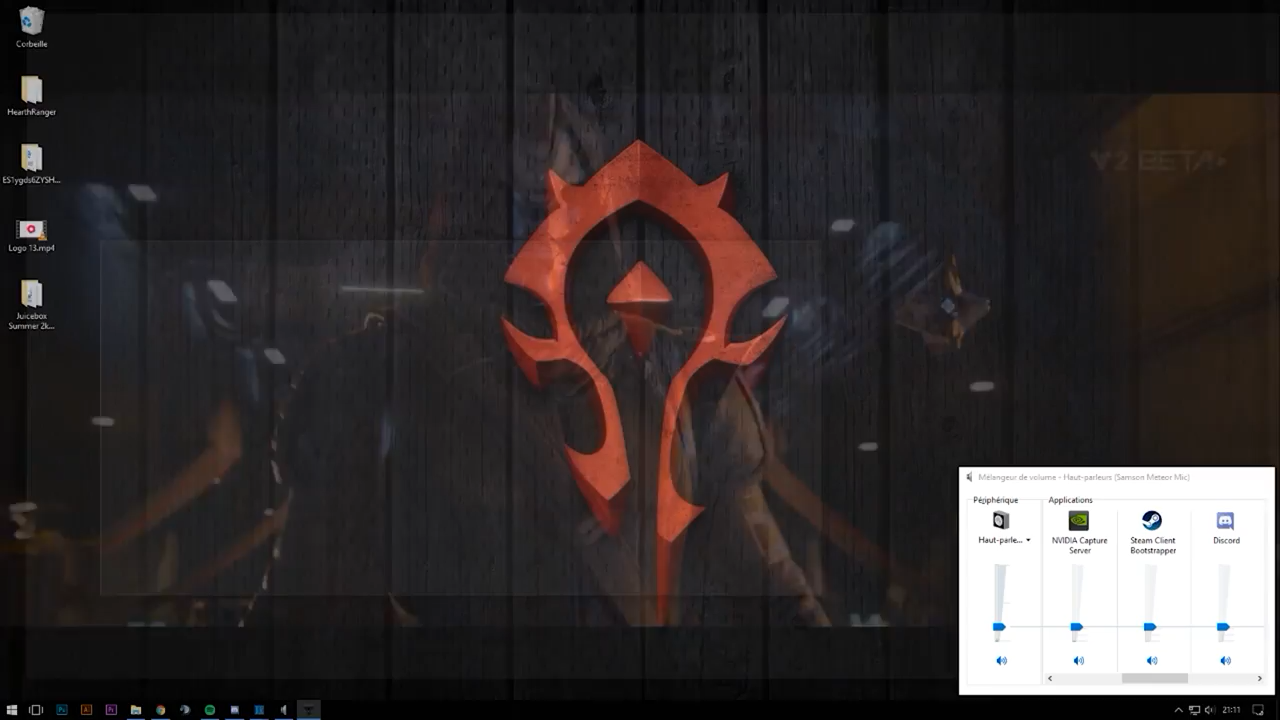 Corbeille
HearthRanger
ES1ygds6ZYSH...
Logo 13.mp4
Juicebox
Summer 2k...
Mélangeur de volume - Haut-parleurs (Samson Meteor Mic)
Périphérique
Applications
Haut-parle...
NVIDIA Capture
Server
Steam Client
Bootstrapper
Discord
21:11